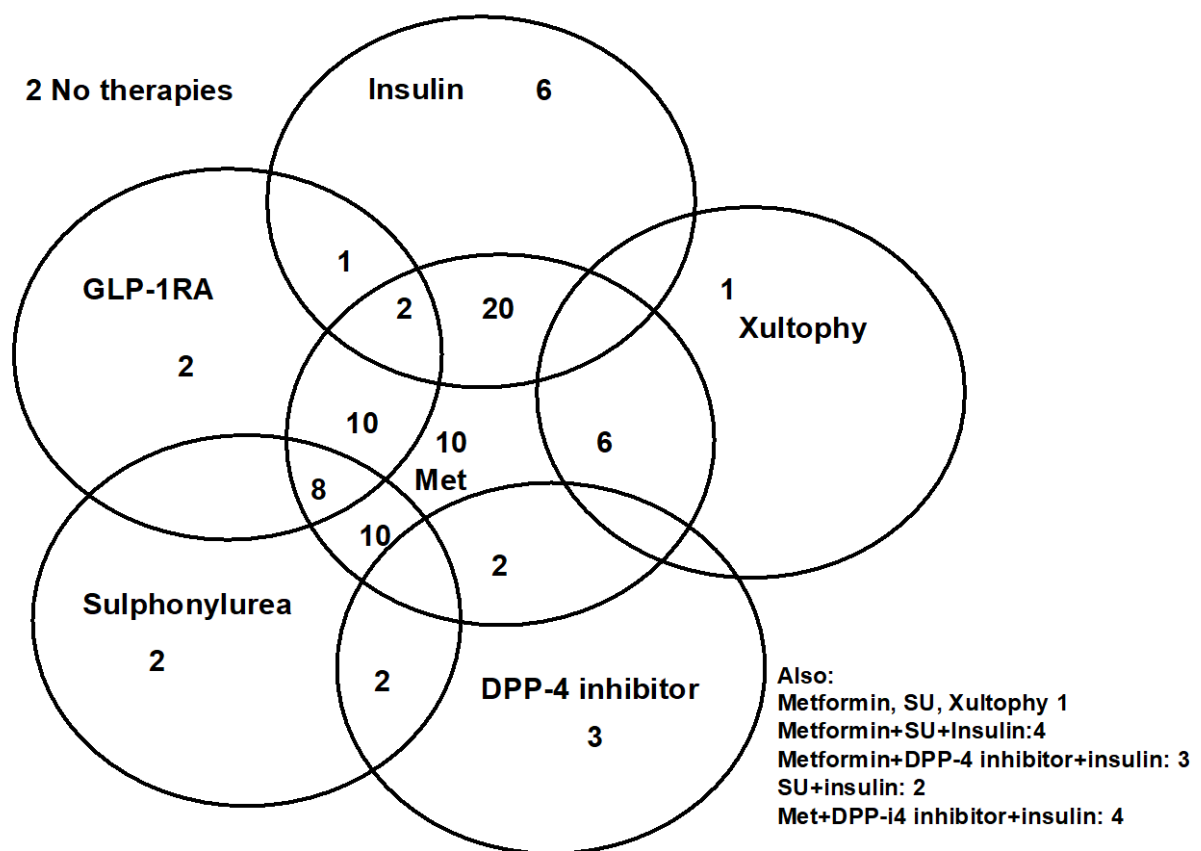 2 No therapies
Insulin 6
1
GLP-1RA
2
20
1
Xultophy
2
10
10
6
Met
8
10
2
Sulphonylurea
2
2
DPP-4 inhibitor
3
Also:
Metformin, SU, Xultophy 1
Metformin+SU+Insulin:4
Metformin+DPP-4 inhibitor+insulin: 3
SU+insulin: 2
Met+DPP-i4 inhibitor+insulin: 4